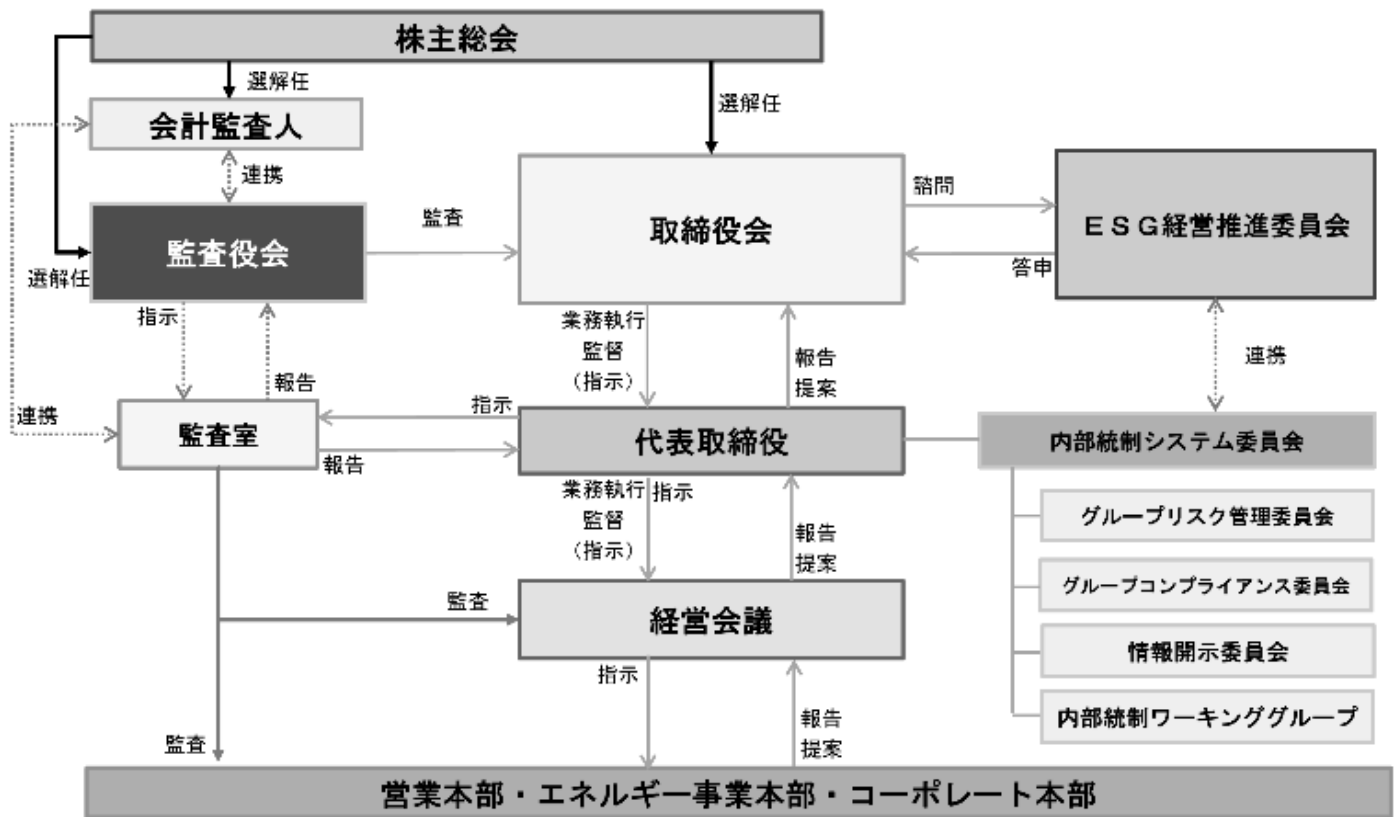 株主総会
選解任
選解任
会計監査人
連携
取締役会
諮問
ESG経営推進委員会
答申
監査
監査役会
選解任
指示
報告
業務執行
監督
(指示)
報告
提案
連携
連携
監査室
指示
報告
代表取締役
内部統制システム委員会
業務執行
監督
(指示)
指示
報告
提案
グループリスク管理委員会
グループコンプライアンス委員会
監査
経営会議
情報開示委員会
指示
報告
提案
内部統制ワーキンググループ
監査
営業本部・エネルギー事業本部・コーポレート本部